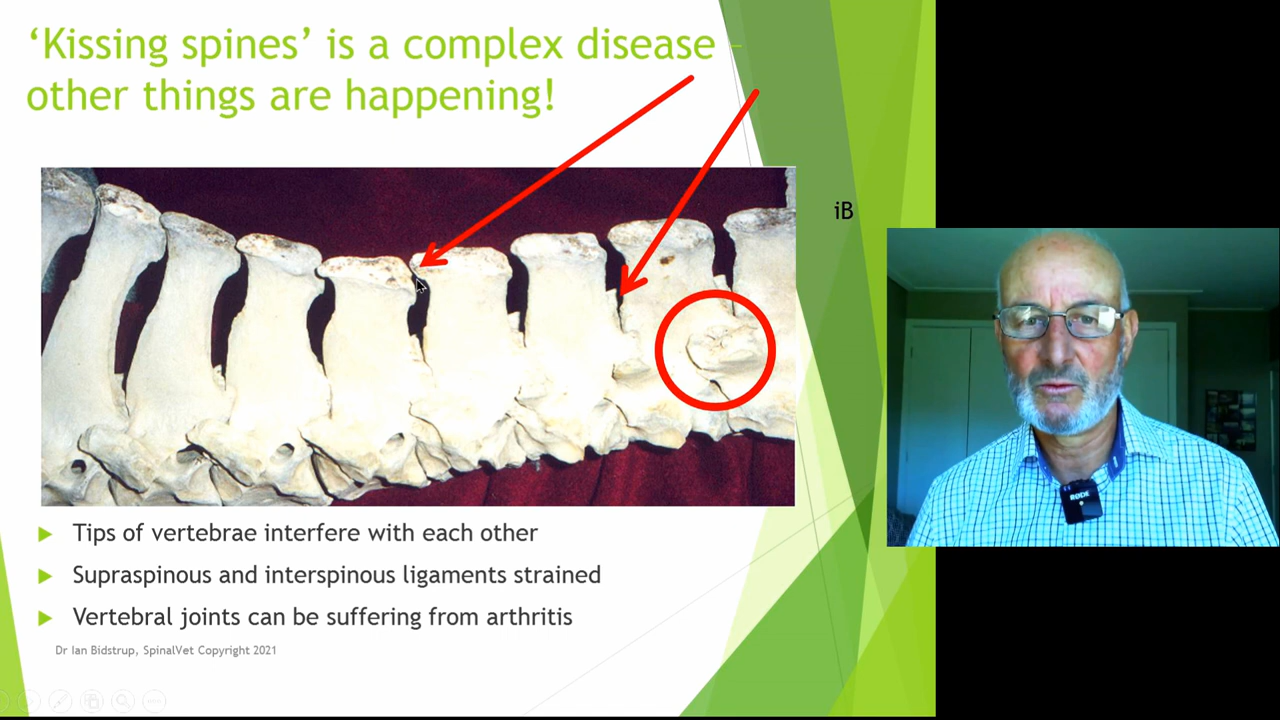 ‘Kissing spines’ is a complex disease –
other things are happening!
iB
RØDE
Tips of vertebrae interfere with each other
Supraspinous and interspinous ligaments strained
Vertebral joints can be suffering from arthritis
Dr Ian Bidstrup, SpinalVet Copyright 2021